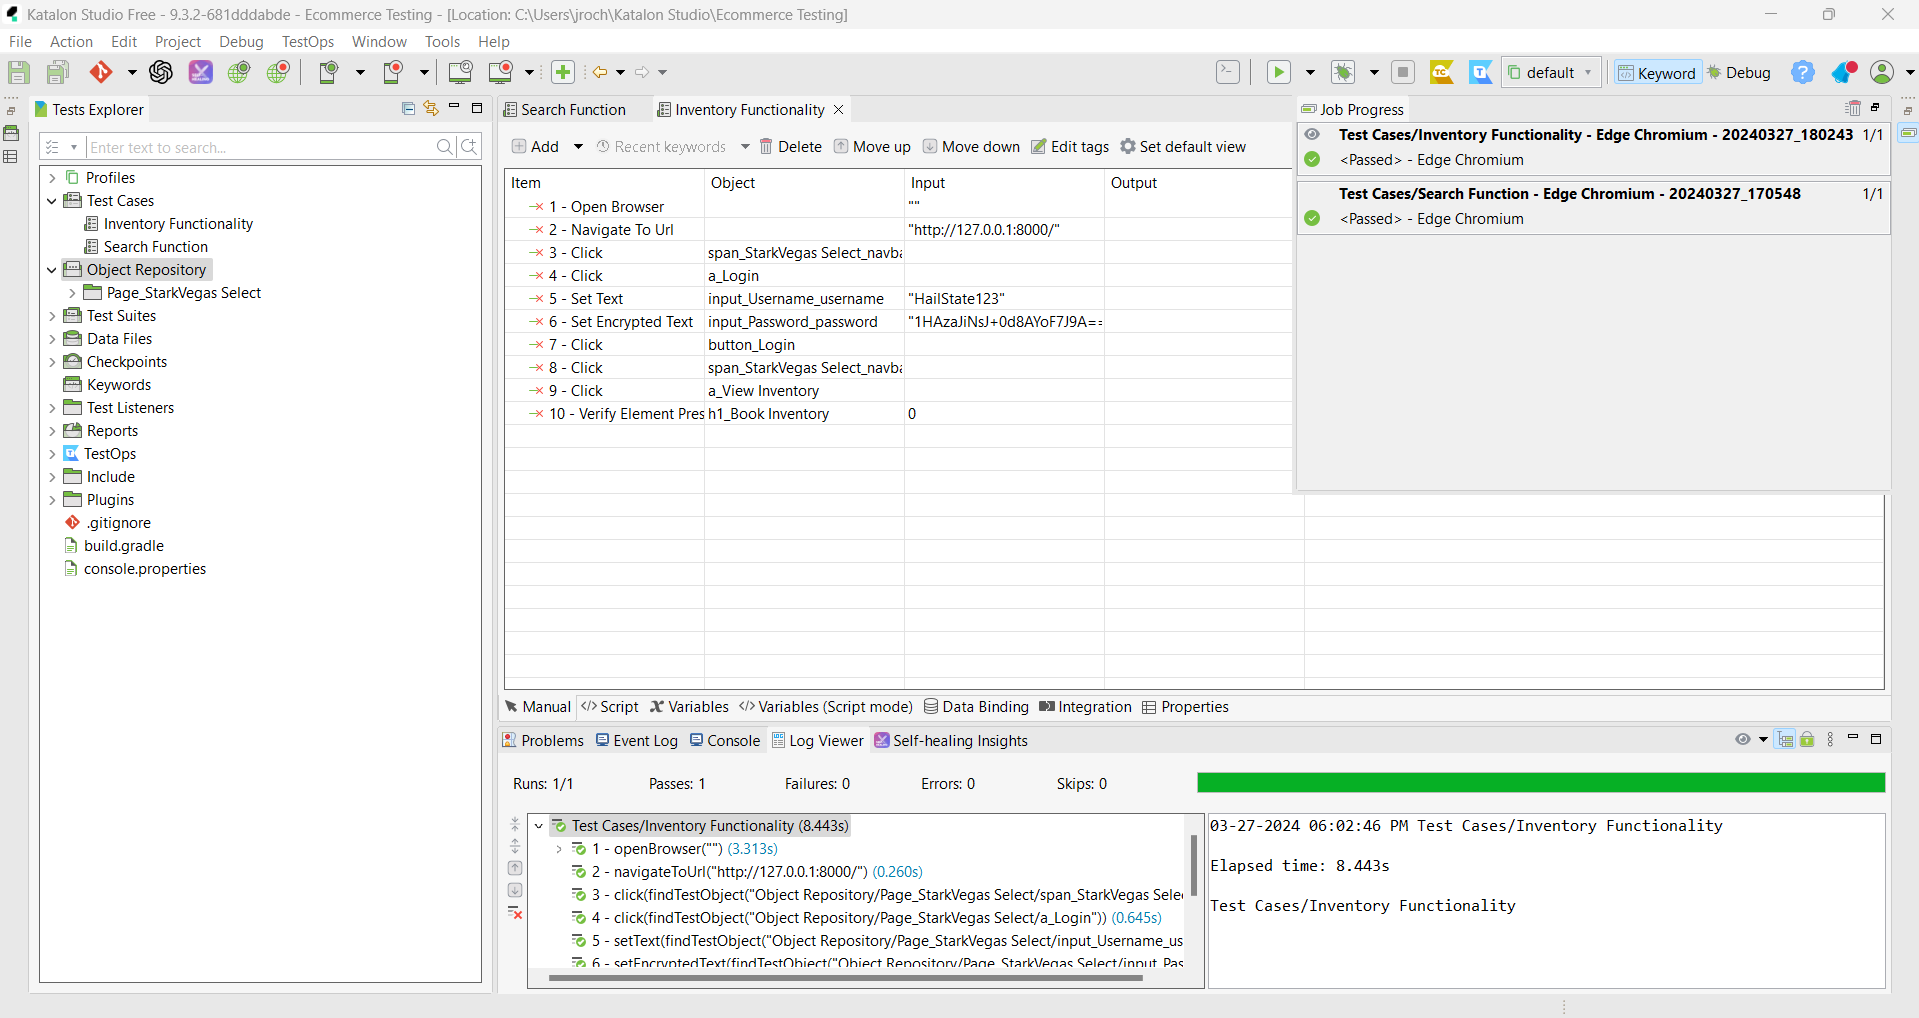 Katalon Studio Free - 9.3.2-681dddabde - Ecommerce Testing - [Location: C:\Users\jroch\Katalon Studio\Ecommerce Testing]
File Action Edit Project Debug TestOps Window Tools Help
default Keyword Debug
Tests Explorer
Enter text to search...
Profiles
Test Cases
Inventory Functionality
Search Function
Object Repository
Page_StarkVegas Select
Test Suites
Data Files
Checkpoints
Keywords
Test Listeners
Reports
TestOps
Include
Plugins
.gitignore
build.gradle
console.properties
Search Function Inventory Functionality
Add Recent keywords Delete Move up Move down Edit tags Set default view
Item Object Input Output
1 - Open Browser ""
2 - Navigate To Url "http://127.0.0.1:8000/"
3 - Click span_StarkVegas Select_navba
4 - Click a_Login
5 - Set Text input_Username_username "HailState123"
6 - Set Encrypted Text input_Password_password "1HAzaJiNsJ+0d8AYoF7J9A==
7 - Click button_Login
8 - Click span_StarkVegas Select_navba
9 - Click a_View Inventory
10 - Verify Element Pres h1_Book Inventory 0
Job Progress
Test Cases/Inventory Functionality - Edge Chromium - 20240327_180243 1/1
<Passed> - Edge Chromium
Test Cases/Search Function - Edge Chromium - 20240327_170548 1/1
<Passed> - Edge Chromium
Manual </> Script Variables </> Variables (Script mode) Data Binding Integration Properties
Problems Event Log Console Log Viewer Self-healing Insights
Runs: 1/1 Passes: 1 Failures: 0 Errors: 0 Skips: 0
Test Cases/Inventory Functionality (8.443s)
1 - openBrowser("") (3.313s)
2 - navigateToUrl("http://127.0.0.1:8000/") (0.260s)
3 - click(findTestObject("Object Repository/Page_StarkVegas Select/span_StarkVegas Sele
4 - click(findTestObject("Object Repository/Page_StarkVegas Select/a_Login")) (0.645s)
5 - setText(findTestObject("Object Repository/Page_StarkVegas Select/input_Username_us
6 - setEncryptedText(findTestObject("Object Repository/Page_StarkVegas Select/input_Pas
03-27-2024 06:02:46 PM Test Cases/Inventory Functionality
Elapsed time: 8.443s
Test Cases/Inventory Functionality